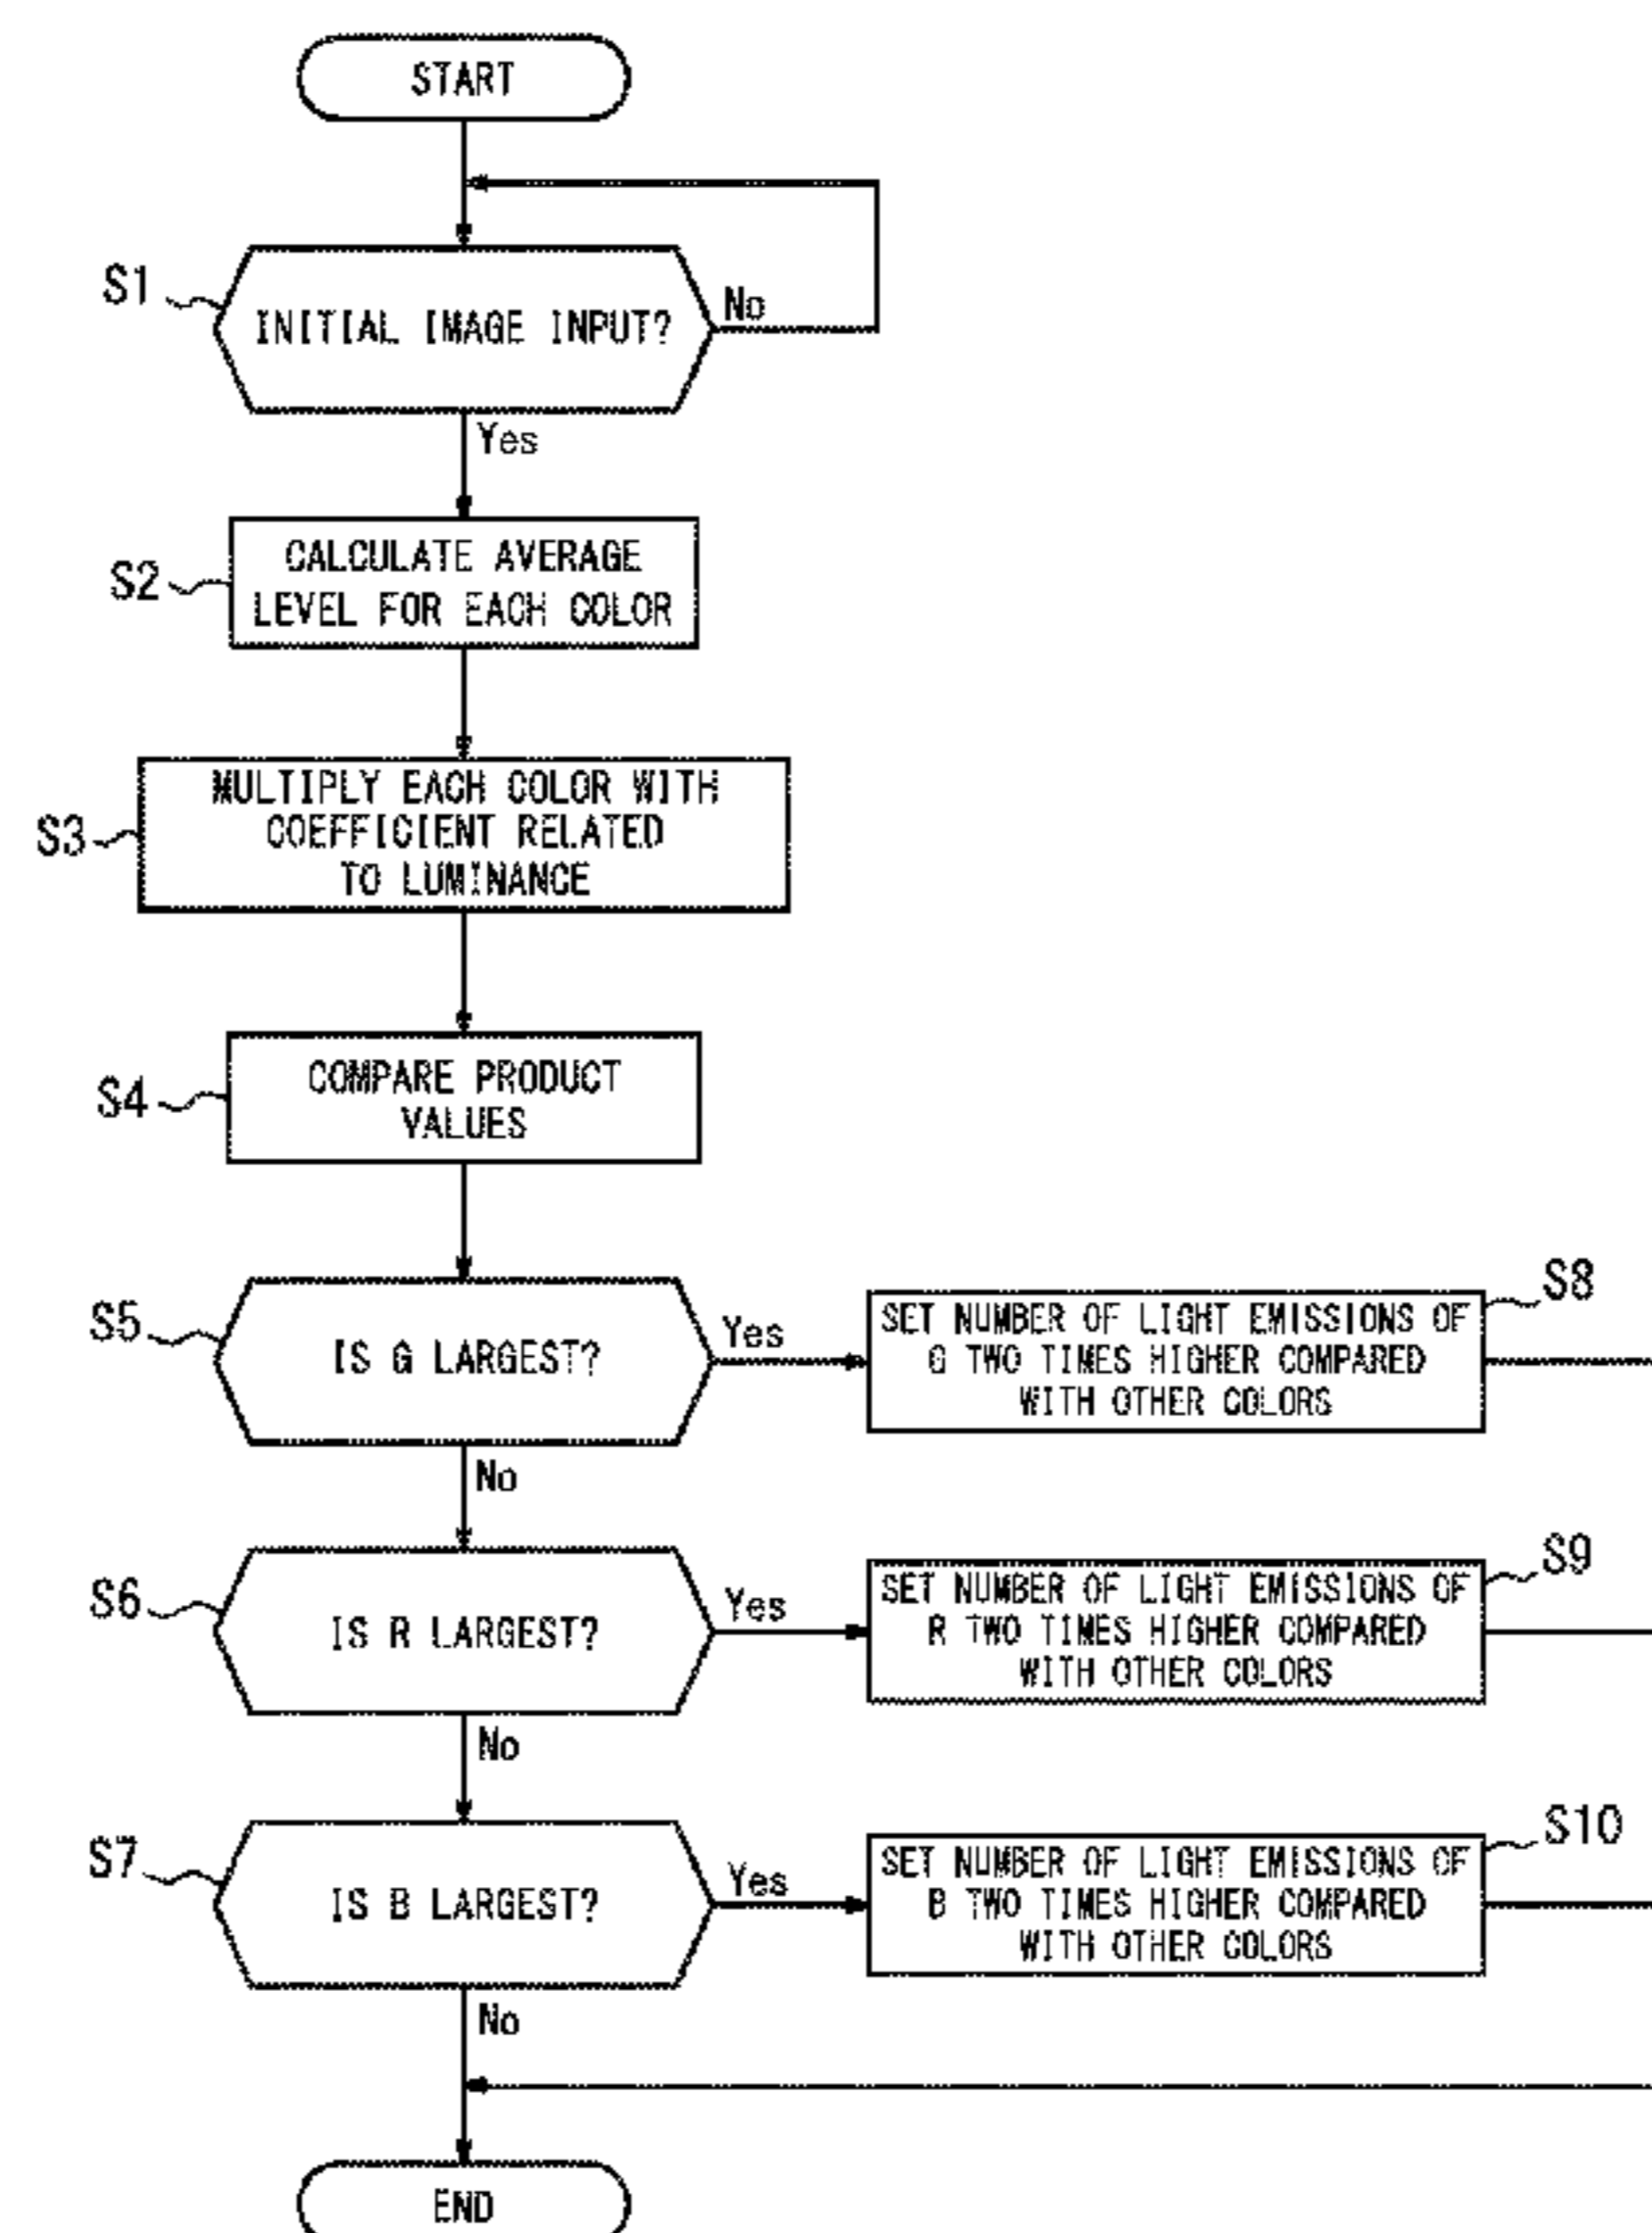 START
S1
INITIAL IMAGE INPUT?
No
Yes
S2
CALCULATE AVERAGE
LEVEL FOR EACH COLOR
S3
MULTIPLY EACH COLOR WITH
COEFFICIENT RELATED
TO LUMINANCE
S4
COMPARE PRODUCT
VALUES
S5
IS G LARGEST?
Yes
S8
SET NUMBER OF LIGHT EMISSIONS OF
G TWO TIMES HIGHER COMPARED
WITH OTHER COLORS
No
S6
IS R LARGEST?
Yes
S9
SET NUMBER OF LIGHT EMISSIONS OF
R TWO TIMES HIGHER COMPARED
WITH OTHER COLORS
No
S7
IS B LARGEST?
Yes
S10
SET NUMBER OF LIGHT EMISSIONS OF
B TWO TIMES HIGHER COMPARED
WITH OTHER COLORS
No
END